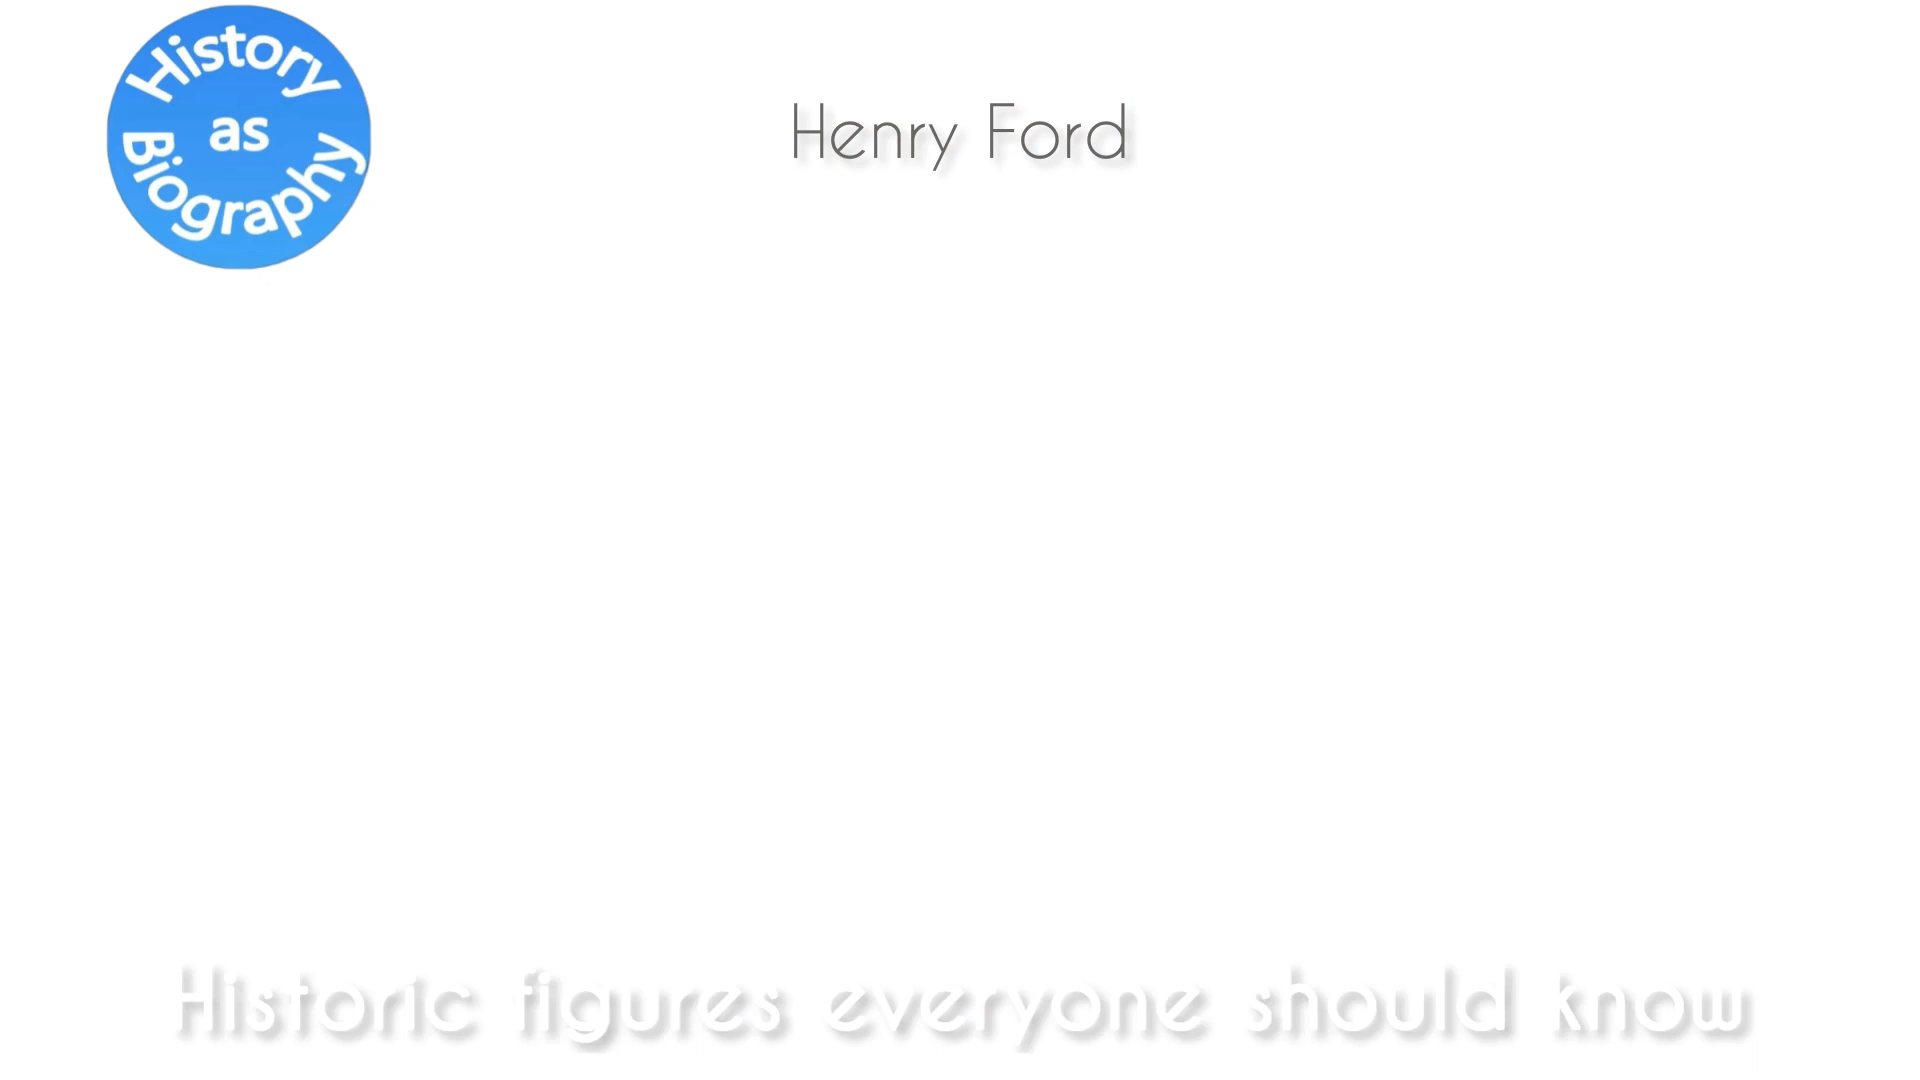 History
as
Biography
Henry Ford
Historic figures everyone should know